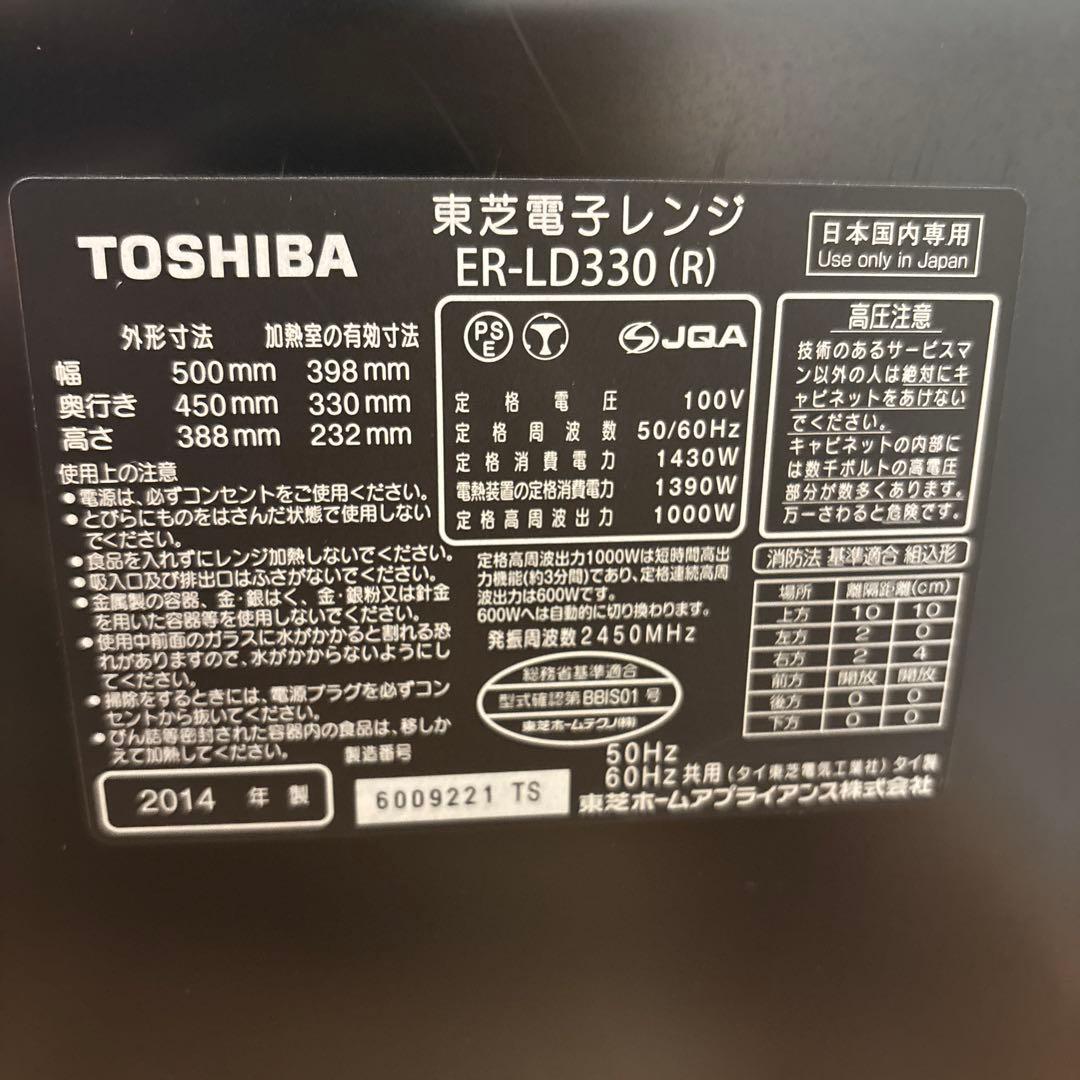 TOSHIBA
東芝電子レンジ
ER-LD330 (R)
日本国内専用
Use only in Japan
外形寸法 加熱室の有効寸法
幅 500mm 398mm
奥行き 450mm 330mm
高さ 388mm 232mm
使用上の注意
●電源は、必ずコンセントをご使用ください。
●とびらにものをはさんだ状態で使用しない
でください。
●食品を入れずにレンジ加熱しないでください。
●吸入口及び排出口はふさがないでください。
●金属製の容器、金・銀はく、金・銀粉又は針金
を用いた容器等を使用しないでください。
●使用中前面のガラスに水がかかると割れる恐
れがありますので、水がかからないようにし
てください。
●掃除をするときには、電源プラグを必ずコン
セントから抜いてください。
●びん詰等密封された容器内の食品は、移しか
えて加熱してください。
2014 年製
製造番号
6009221 TS
PSE
JQA
定格電圧 100V
定格周波数 50/60Hz
定格消費電力 1430W
電熱装置の定格消費電力 1390W
定格高周波出力 1000W
定格高周波出力1000Wは短時間高出
力機能(約3分間)であり、定格連続高周
波出力は600Wです。
600Wへは自動的に切り換わります。
発振周波数2450MHz
総務省基準適合
型式確認第BBIS01号
東芝ホームテクノ(株)
50Hz
60Hz 共用 (タイ東芝電気工業社) タイ製
東芝ホームアプライアンス株式会社
高圧注意
技術のあるサービスマ
ン以外の人は絶対にキ
ャビネットをあけない
でください。
キャビネットの内部に
は数千ボルトの高電圧
部分が数多くあります。
万一さわると危険です。
消防法 基準適合 組込形
場所 離隔距離(cm)
上方 10 10
左方 2 0
右方 2 4
前方 開放 開放
後方 0 0
下方 0 0